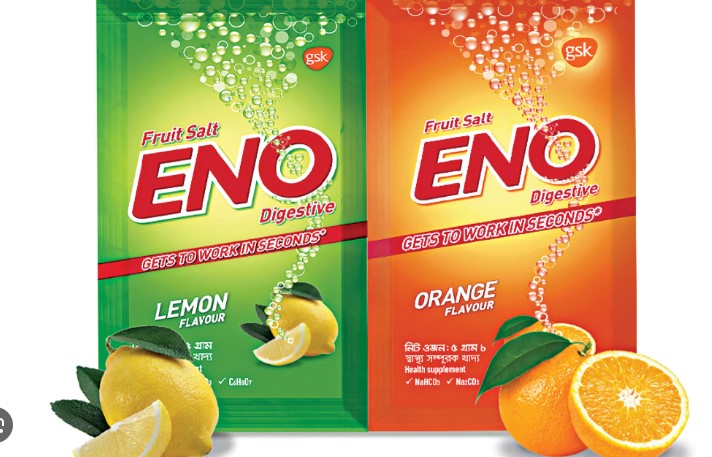 gsk
Fruit Salt
ENO
Digestive
GETS TO WORK IN SECONDS*
LEMON
FLAVOUR
গ্রাম
খাদ্য
✓ C₆H₈O₇
gsk
Fruit Salt
ENO
Digestive
GETS TO WORK IN SECONDS*
ORANGE
FLAVOUR
নিট ওজন: ৫ গ্রাম
স্বাস্থ্য সম্পূরক খাদ্য
Health supplement
✓ NaHCO₃ ✓ Na₂CO₃